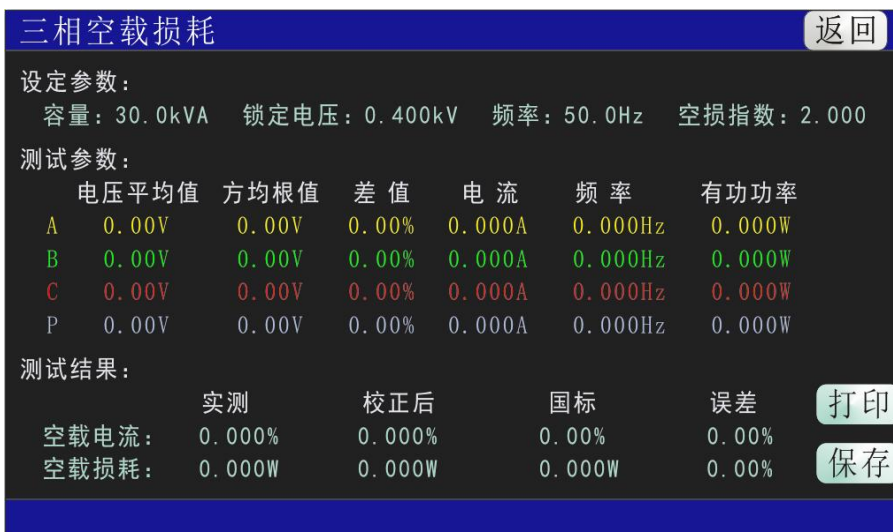 三相空载损耗 返回
设定参数:
容量: 30.0kVA 锁定电压: 0.400kV 频率: 50.0Hz 空损指数: 2.000
测试参数:
电压平均值 方均根值 差值 电流 频率 有功功率
A 0.00V 0.00V 0.00% 0.000A 0.000Hz 0.000W
B 0.00V 0.00V 0.00% 0.000A 0.000Hz 0.000W
C 0.00V 0.00V 0.00% 0.000A 0.000Hz 0.000W
P 0.00V 0.00V 0.00% 0.000A 0.000Hz 0.000W
测试结果:
实测 校正后 国标 误差 打印
空载电流: 0.000% 0.000% 0.00% 0.00%
空载损耗: 0.000W 0.000W 0.000W 0.00% 保存